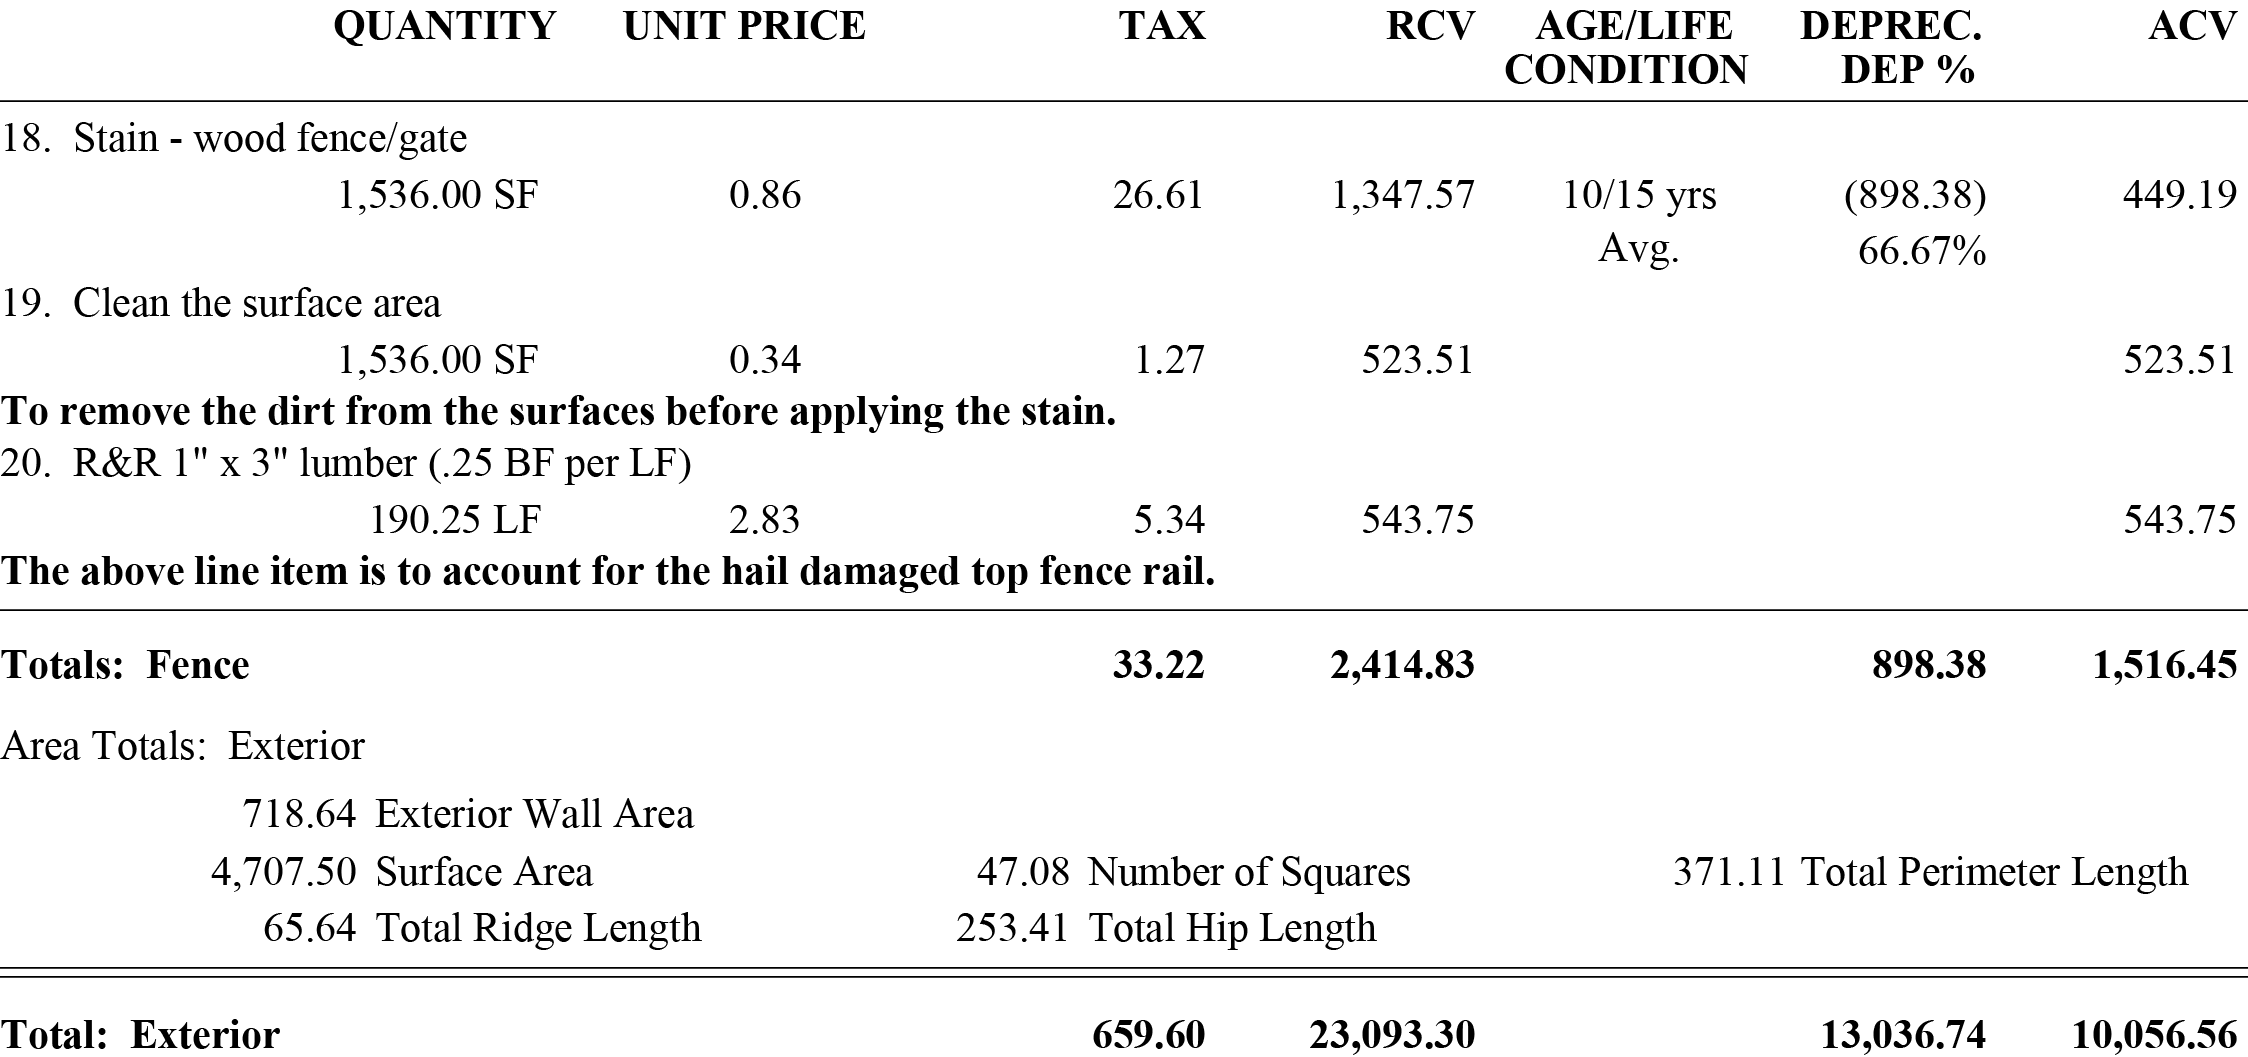 QUANTITY UNIT PRICE TAX RCV AGE/LIFE DEPREC. ACV
CONDITION DEP %
18. Stain - wood fence/gate
1,536.00 SF 0.86 26.61 1,347.57 10/15 yrs (898.38) 449.19
Avg. 66.67%
19. Clean the surface area
1,536.00 SF 0.34 1.27 523.51 523.51
To remove the dirt from the surfaces before applying the stain.
20. R&R 1" x 3" lumber (.25 BF per LF)
190.25 LF 2.83 5.34 543.75 543.75
The above line item is to account for the hail damaged top fence rail.
Totals: Fence 33.22 2,414.83 898.38 1,516.45
Area Totals: Exterior
718.64 Exterior Wall Area
4,707.50 Surface Area 47.08 Number of Squares 371.11 Total Perimeter Length
65.64 Total Ridge Length 253.41 Total Hip Length
Total: Exterior 659.60 23,093.30 13,036.74 10,056.56